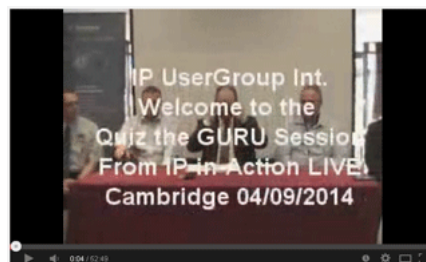 IP UserGroup Int.
Welcome to the
Quiz the GURU Session
From IP-in-Action LIVE
Cambridge 04/09/2014
0:04 / 52:49